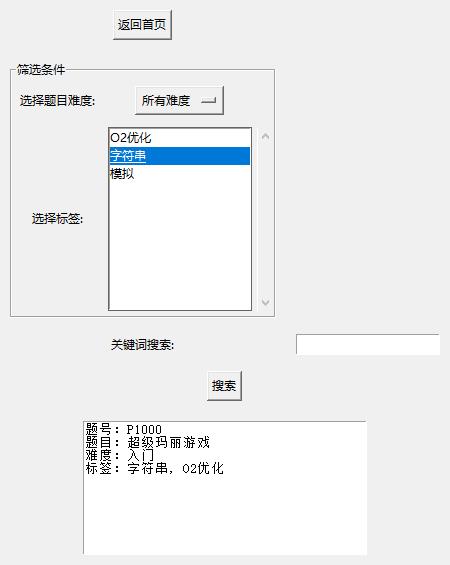 返回首页
筛选条件
选择题目难度: 所有难度
O2优化
字符串
模拟
选择标签:
关键词搜索:
搜索
题号：P1000
题目：超级玛丽游戏
难度：入门
标签：字符串, O2优化